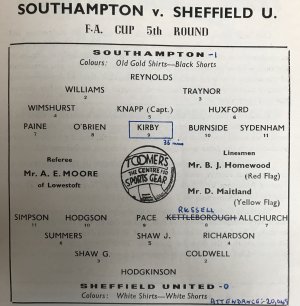 SOUTHAMPTON v. SHEFFIELD U.
F.A. CUP 5th ROUND
SOUTHAMPTON -1
Colours: Old Gold Shirts—Black Shorts
REYNOLDS
WILLIAMS TRAYNOR
2 3
WIMSHURST KNAPP (Capt.) HUXFORD
4 5 6
PAINE O'BRIEN KIRBY BURNSIDE SYDENHAM
7 8 9 10 11
36 mins
Referee
Mr. A. E. MOORE
of Lowestoft
TOOMERS
THE CENTRE FOR
SPORTS GEAR
Linesmen
Mr. B. J. Homewood
(Red Flag)
Mr. D. Maitland
(Yellow Flag)
RUSSELL
SIMPSON HODGSON PACE KETTLEBOROUGH ALLCHURCH
11 10 9 8 7
SUMMERS SHAW J. RICHARDSON
6 5 4
SHAW G. COLDWELL
3 2
HODGKINSON
SHEFFIELD UNITED -0
Colours: White Shirts—White Shorts
ATTENDANCE:-20,